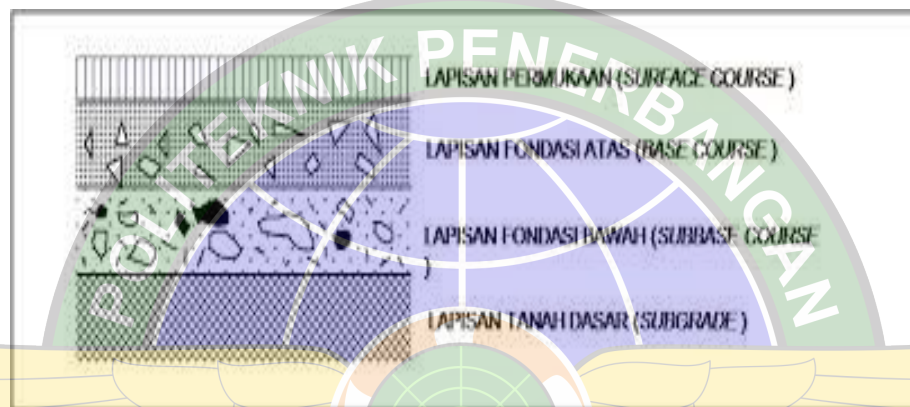 POLITEKNIK PENERBANGAN
LAPISAN PERMUKAAN (SURFACE COURSE )
LAPISAN FONDASI ATAS (BASE COURSE )
LAPISAN FONDASI BAWAH (SUBBASE COURSE
)
LAPISAN TANAH DASAR (SUBGRADE )